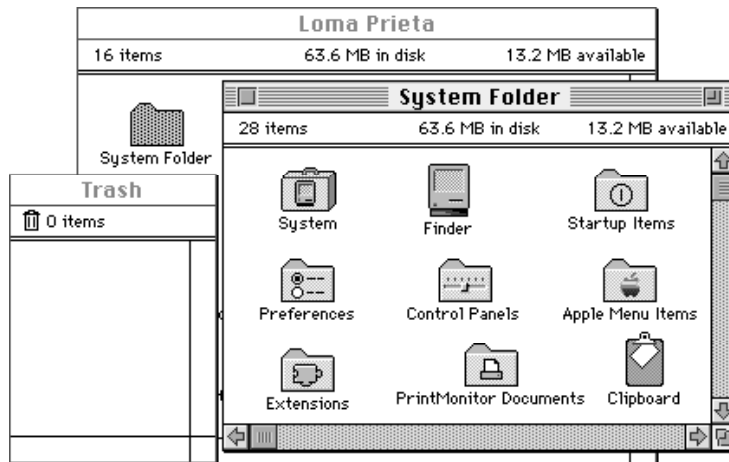 Loma Prieta
16 items 63.6 MB in disk 13.2 MB available
System Folder
System Folder
28 items 63.6 MB in disk 13.2 MB available
System Finder Startup Items
Preferences Control Panels Apple Menu Items
Extensions PrintMonitor Documents Clipboard
Trash
0 items